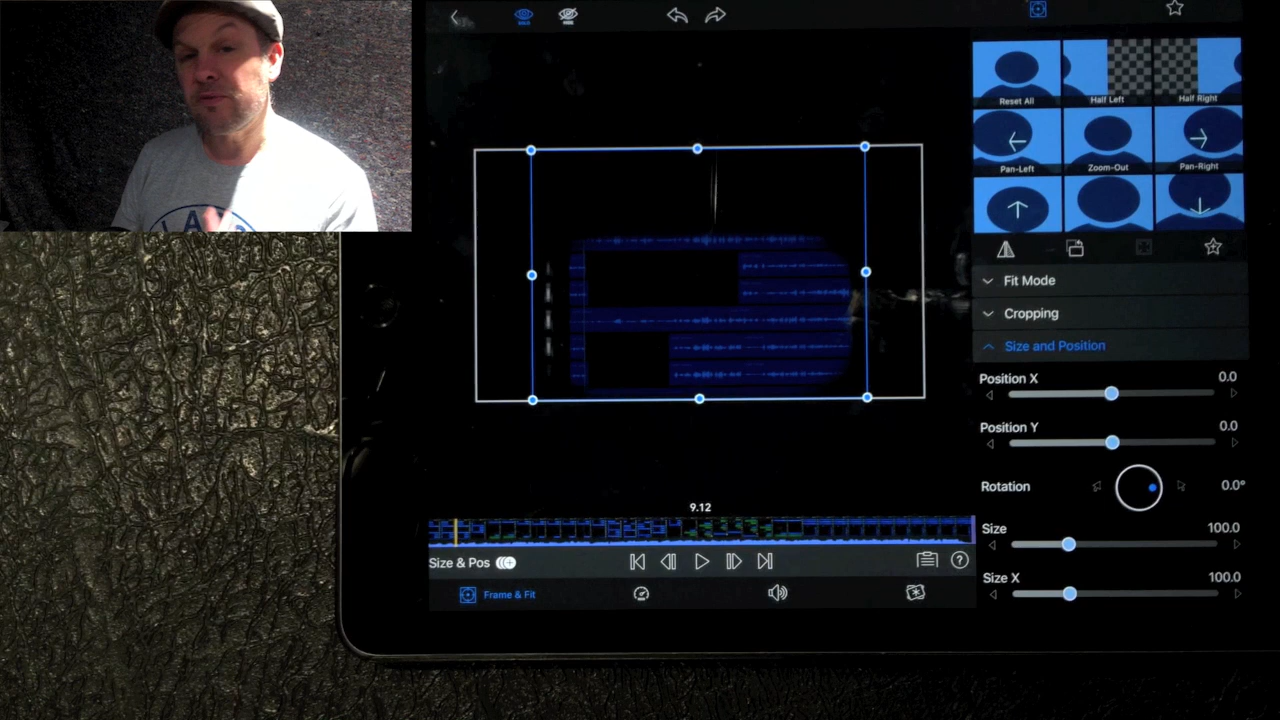 SOLO
HIDE
Reset All
Half Left
Half Right
Pan-Left
Zoom-Out
Pan-Right
Fit Mode
Cropping
Size and Position
Position X 0.0
Position Y 0.0
Rotation 0.0°
9.12
Size 100.0
Size & Pos
?
Size X 100.0
Frame & Fit